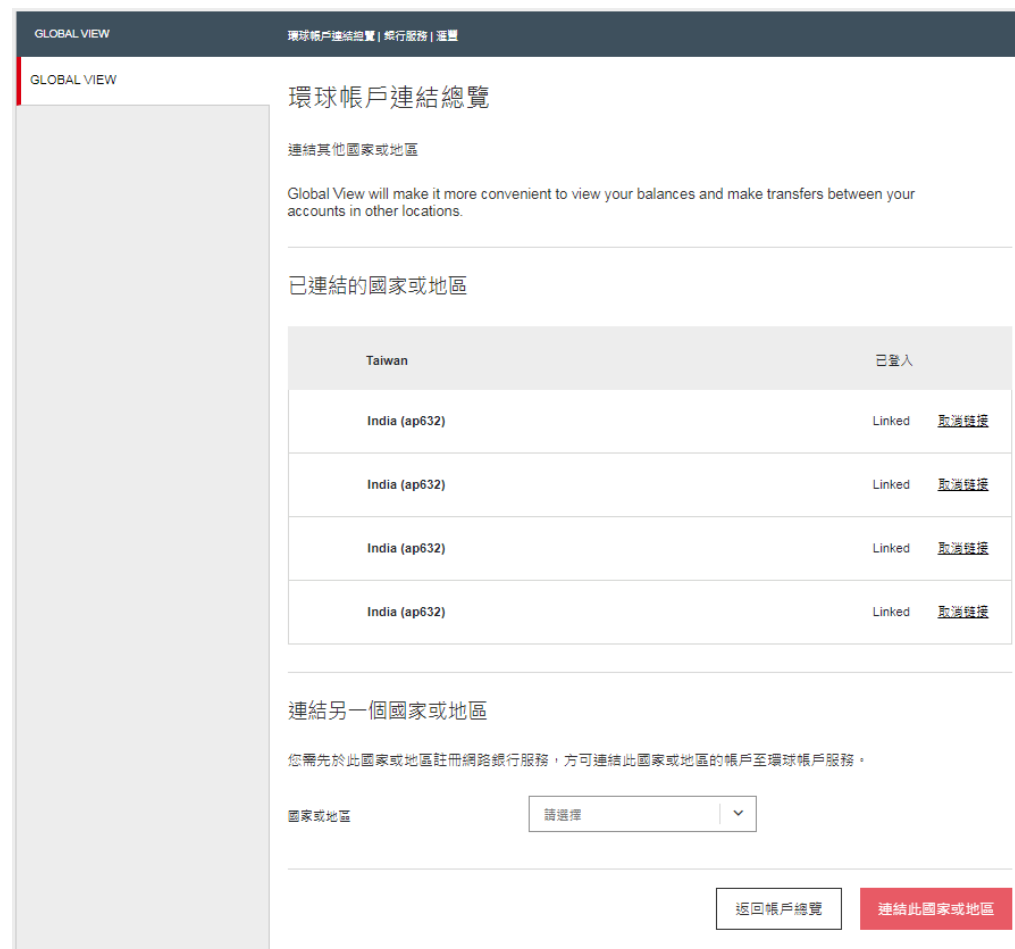 GLOBAL VIEW
環球帳戶連結總覽 | 銀行服務 | 滙豐
GLOBAL VIEW
環球帳戶連結總覽
連結其他國家或地區
Global View will make it more convenient to view your balances and make transfers between your
accounts in other locations.
已連結的國家或地區
Taiwan 已登入
India (ap632) Linked 取消链接
India (ap632) Linked 取消链接
India (ap632) Linked 取消链接
India (ap632) Linked 取消链接
連結另一個國家或地區
您需先於此國家或地區註冊網路銀行服務，方可連結此國家或地區的帳戶至環球帳戶服務。
國家或地區 請選擇
返回帳戶總覽 連結此國家或地區